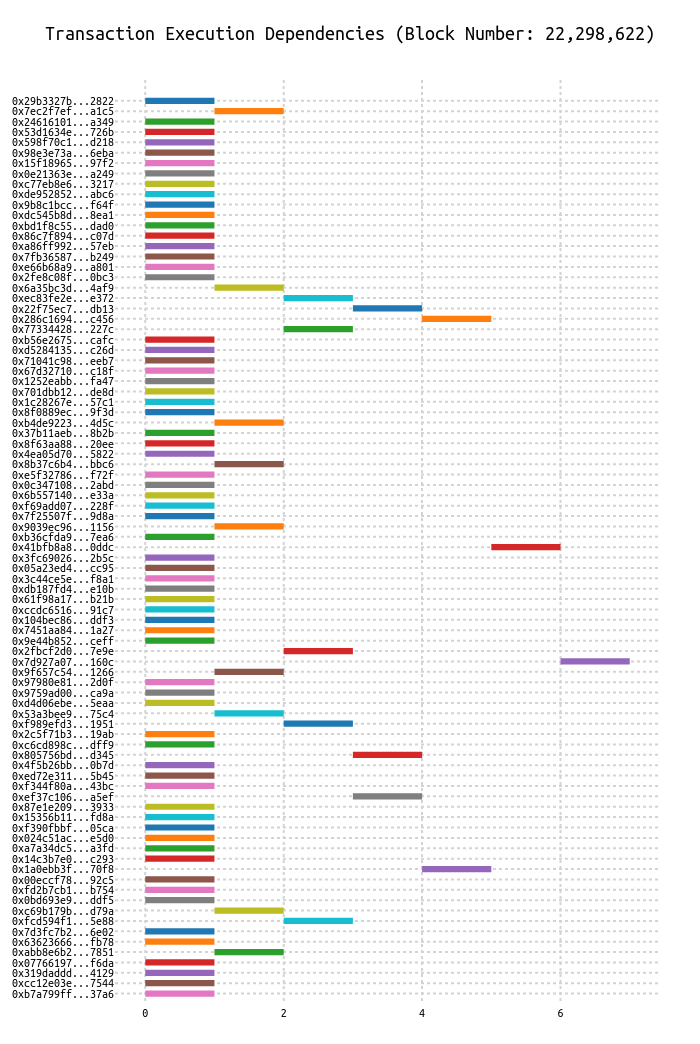 Transaction Execution Dependencies (Block Number: 22,298,622)
0x29b3327b...2822
0x7ec2f7ef...a1c5
0x24616101...a349
0x53d1634e...726b
0x598f70c1...d218
0x98e3e73a...6eba
0x15f18965...97f2
0x0e21363e...a249
0xc77eb8e6...3217
0xde952852...abc6
0x9b8c1bcc...f64f
0xdc545b8d...8ea1
0xbd1f8c55...dad0
0x86c7f894...c07d
0xa86ff992...57eb
0x7fb36587...b249
0xe66b68a9...a801
0x2fe8c08f...0bc3
0x6a35bc3d...4af9
0xec83fe2e...e372
0x22f75ec7...db13
0x286c1694...c456
0x77334428...227c
0xb56e2675...cafc
0xd5284135...c26d
0x71041c98...eeb7
0x67d32710...c18f
0x1252eabb...fa47
0x701dbb12...de8d
0x1c28267e...57c1
0x8f0889ec...9f3d
0xb4de9223...4d5c
0x37b11aeb...8b2b
0x8f63aa88...20ee
0x4ea05d70...5822
0x8b37c6b4...bbc6
0xe5f32786...f72f
0x0c347108...2abd
0x6b557140...e33a
0xf69add07...228f
0x7f25507f...9d8a
0x9039ec96...1156
0xb36cfda9...7ea6
0x41bfb8a8...0ddc
0x3fc69026...2b5c
0x05a23ed4...cc95
0x3c44ce5e...f8a1
0xdb187fd4...e10b
0x61f98a17...b21b
0xccdc6516...91c7
0x104bec86...ddf3
0x7451aa84...1a27
0x9e44b852...ceff
0x2fbcf2d0...7e9e
0x7d927a07...160c
0x9f657c54...1266
0x97980e81...2d0f
0x9759ad00...ca9a
0xd4d06ebe...5eaa
0x53a3bee9...75c4
0xf989efd3...1951
0x2c5f71b3...19ab
0xc6cd898c...dff9
0x805756bd...d345
0x4f5b26bb...0b7d
0xed72e311...5b45
0xf344f80a...43bc
0xef37c106...a5ef
0x87e1e209...3933
0x15356b11...fd8a
0xf390fbbf...05ca
0x024c51ac...e5d0
0xa7a34dc5...a3fd
0x14c3b7e0...c293
0x1a0ebb3f...70f8
0x00eccf78...92c5
0xfd2b7cb1...b754
0x0bd693e9...ddf5
0xc69b179b...d79a
0xfcd594f1...5e88
0x7d3fc7b2...6e02
0x63623666...fb78
0xabb8e6b2...7851
0x07766197...f6da
0x319daddd...4129
0xcc12e03e...7544
0xb7a799ff...37a6
0 2 4 6